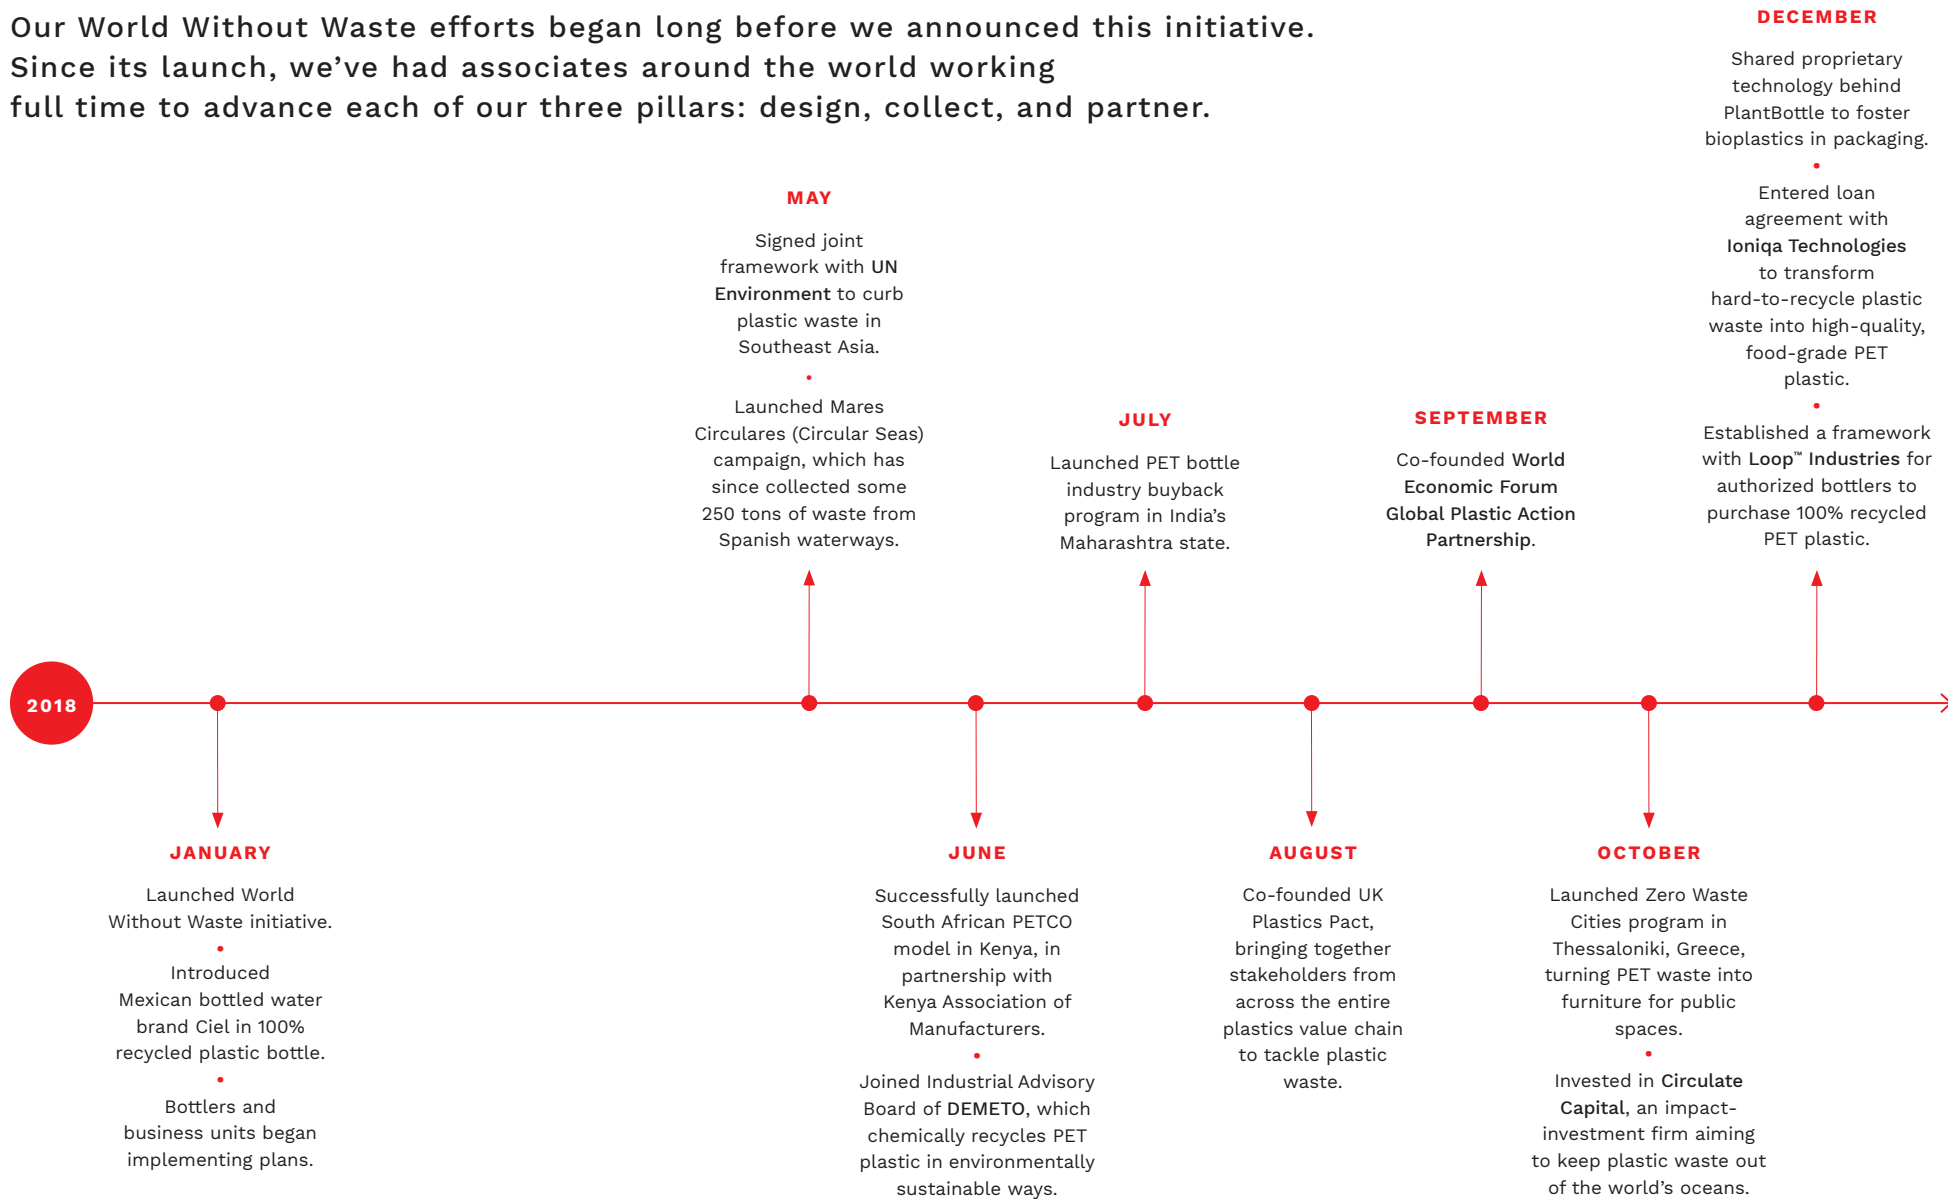 Our World Without Waste efforts began long before we announced this initiative.
Since its launch, we’ve had associates around the world working
full time to advance each of our three pillars: design, collect, and partner.
2018
JANUARY
Launched World
Without Waste initiative.
•
Introduced
Mexican bottled water
brand Ciel in 100%
recycled plastic bottle.
•
Bottlers and
business units began
implementing plans.
MAY
Signed joint
framework with UN
Environment to curb
plastic waste in
Southeast Asia.
•
Launched Mares
Circulares (Circular Seas)
campaign, which has
since collected some
250 tons of waste from
Spanish waterways.
JUNE
Successfully launched
South African PETCO
model in Kenya, in
partnership with
Kenya Association of
Manufacturers.
•
Joined Industrial Advisory
Board of DEMETO, which
chemically recycles PET
plastic in environmentally
sustainable ways.
JULY
Launched PET bottle
industry buyback
program in India’s
Maharashtra state.
AUGUST
Co-founded UK
Plastics Pact,
bringing together
stakeholders from
across the entire
plastics value chain
to tackle plastic
waste.
SEPTEMBER
Co-founded World
Economic Forum
Global Plastic Action
Partnership.
OCTOBER
Launched Zero Waste
Cities program in
Thessaloniki, Greece,
turning PET waste into
furniture for public
spaces.
•
Invested in Circulate
Capital, an impact-
investment firm aiming
to keep plastic waste out
of the world’s oceans.
DECEMBER
Shared proprietary
technology behind
PlantBottle to foster
bioplastics in packaging.
•
Entered loan
agreement with
Ioniqa Technologies
to transform
hard-to-recycle plastic
waste into high-quality,
food-grade PET
plastic.
•
Established a framework
with Loop™ Industries for
authorized bottlers to
purchase 100% recycled
PET plastic.